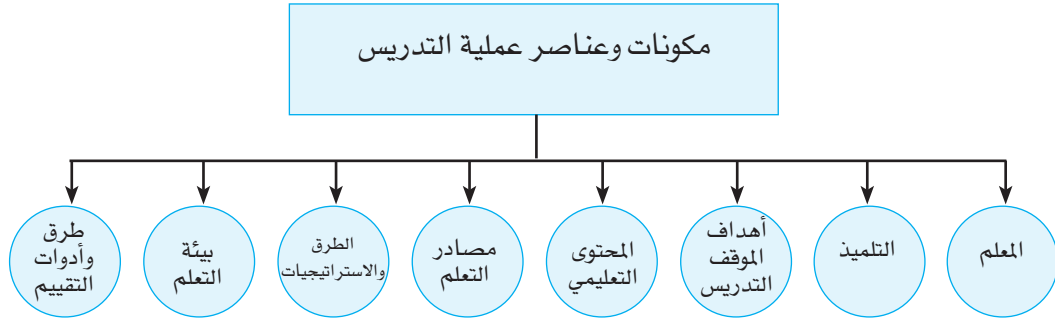 مكونات وعناصر عملية التدريس
المعلم
التلميذ
أهداف
الموقف
التدريس
المحتوى
التعليمي
مصادر
التعلم
الطرق
والاستراتيجيات
بيئة
التعلم
طرق
وأدوات
التقييم